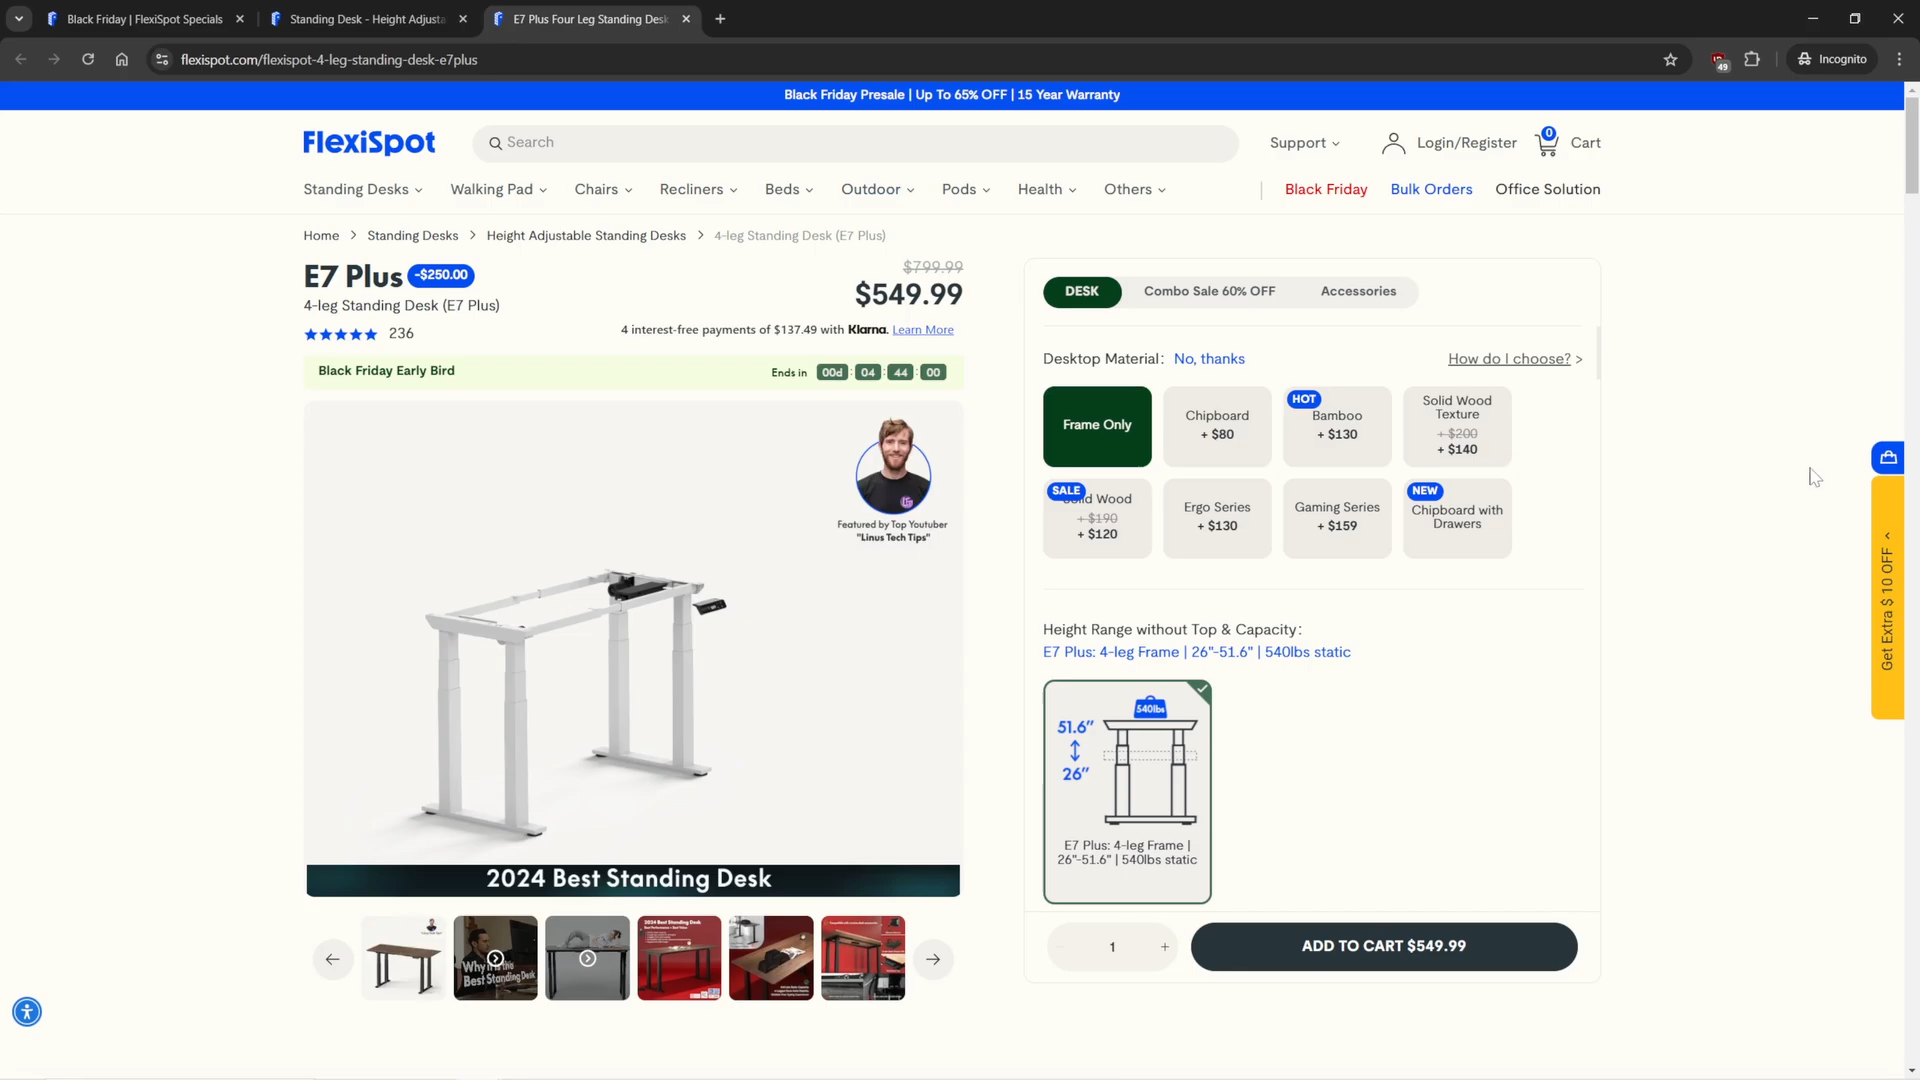 Black Friday | FlexiSpot Specials
Standing Desk - Height Adjusta
E7 Plus Four Leg Standing Desk
flexispot.com/flexispot-4-leg-standing-desk-e7plus
49
Incognito
Black Friday Presale | Up To 65% OFF | 15 Year Warranty
FlexiSpot
Search
Support
Login/Register
0
Cart
Standing Desks
Walking Pad
Chairs
Recliners
Beds
Outdoor
Pods
Health
Others
Black Friday
Bulk Orders
Office Solution
Home > Standing Desks > Height Adjustable Standing Desks > 4-leg Standing Desk (E7 Plus)
E7 Plus
-$250.00
4-leg Standing Desk (E7 Plus)
236
$799.99
$549.99
4 interest-free payments of $137.49 with Klarna. Learn More
Black Friday Early Bird
Ends in 00d : 04 : 44 : 00
Featured by Top Youtuber
"Linus Tech Tips"
2024 Best Standing Desk
Why it is the
Best Standing Desk
2024 Best Standing Desk
DESK
Combo Sale 60% OFF
Accessories
Desktop Material: No, thanks
How do I choose? >
Frame Only
Chipboard
+ $80
HOT
Bamboo
+ $130
Solid Wood
Texture
+ $200
+ $140
SALE
Solid Wood
+ $190
+ $120
Ergo Series
+ $130
Gaming Series
+ $159
NEW
Chipboard with
Drawers
Height Range without Top & Capacity:
E7 Plus: 4-leg Frame | 26"-51.6" | 540lbs static
540lbs
51.6"
26"
E7 Plus: 4-leg Frame |
26"-51.6" | 540lbs static
1
+
ADD TO CART $549.99
Get Extra $ 10 OFF